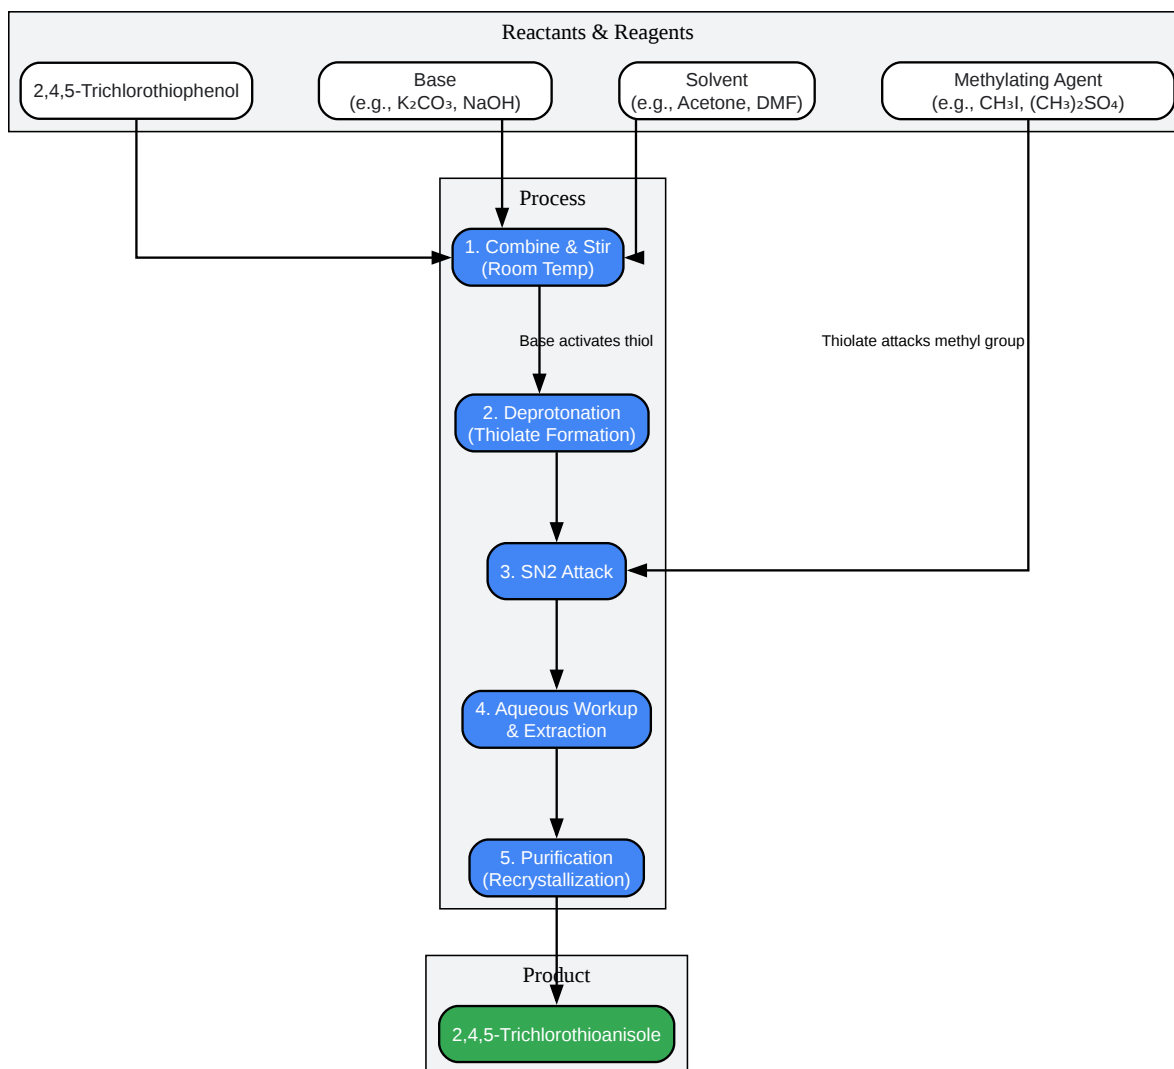 Reactants & Reagents
2,4,5-Trichlorothiophenol
Base
(e.g., K₂CO₃, NaOH)
Solvent
(e.g., Acetone, DMF)
Methylating Agent
(e.g., CH₃I, (CH₃)₂SO₄)
Process
1. Combine & Stir
(Room Temp)
Base activates thiol
Thiolate attacks methyl group
2. Deprotonation
(Thiolate Formation)
3. SN2 Attack
4. Aqueous Workup
& Extraction
5. Purification
(Recrystallization)
Product
2,4,5-Trichlorothioanisole